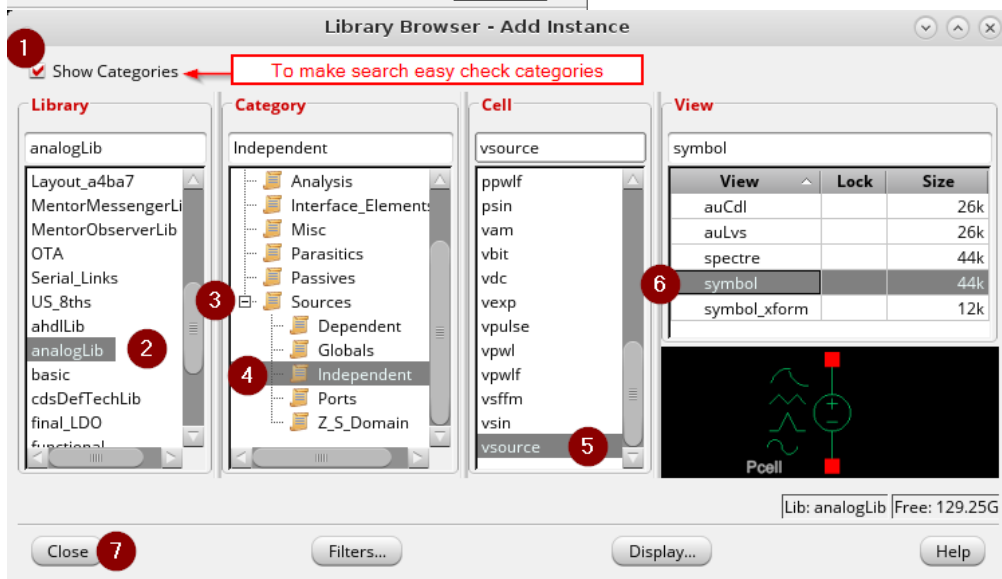 Library Browser - Add Instance
1
Show Categories
To make search easy check categories
Library
Category
Cell
View
analogLib
Independent
vsource
symbol
Layout_a4ba7
MentorMessengerLi
MentorObserverLib
OTA
Serial_Links
US_8ths
ahdlLib
analogLib
2
basic
cdsDefTechLib
final_LDO
functional
Analysis
Interface_Elements
Misc
Parasitics
Passives
3
Sources
Dependent
Globals
4
Independent
Ports
Z_S_Domain
ppwlf
psin
vam
vbit
vdc
vexp
vpulse
vpwl
vpwlf
vsffm
vsin
vsource
5
View Lock Size
auCdl 26k
auLvs 26k
spectre 44k
6
symbol 44k
symbol_xform 12k
Pcell
Lib: analogLib Free: 129.25G
Close
7
Filters...
Display...
Help